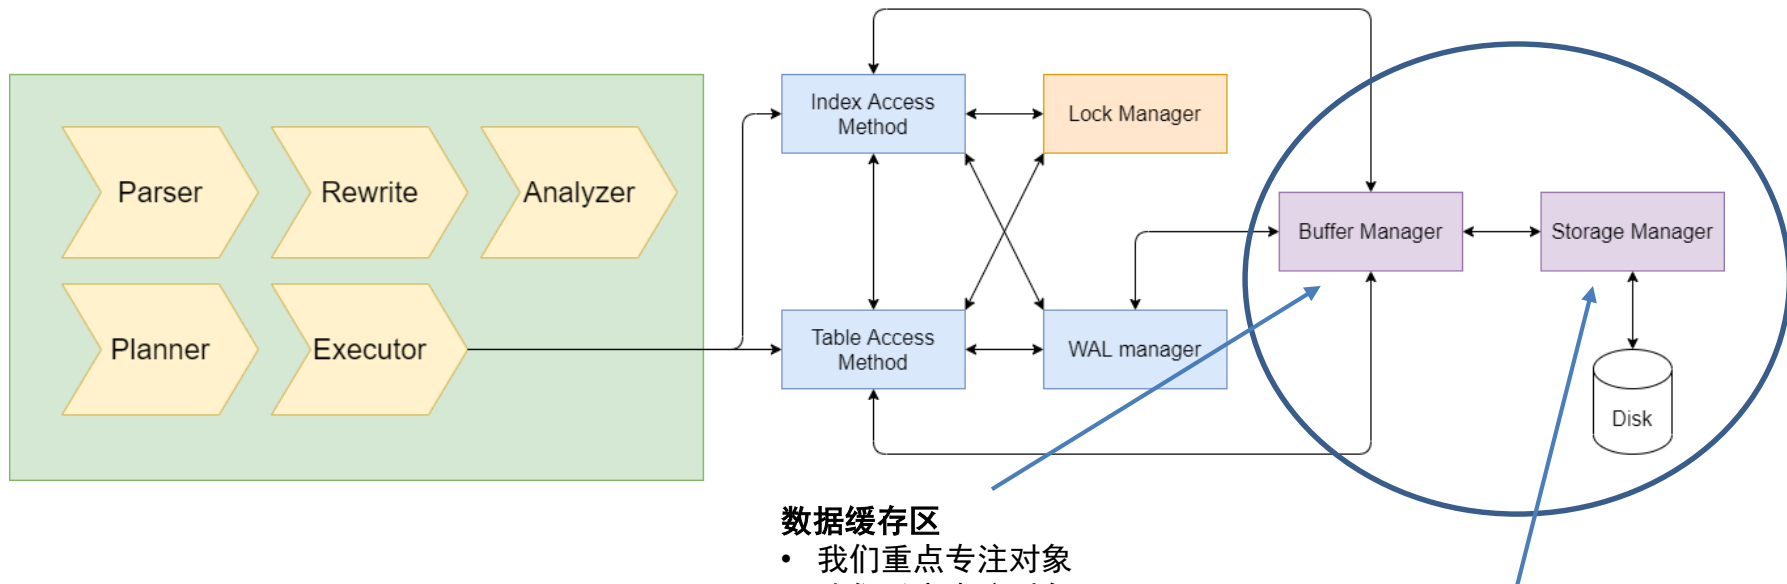 Parser
Rewrite
Analyzer
Planner
Executor
Index Access
Method
Lock Manager
Table Access
Method
WAL manager
Buffer Manager
Storage Manager
Disk
数据缓存区
• 我们重点专注对象